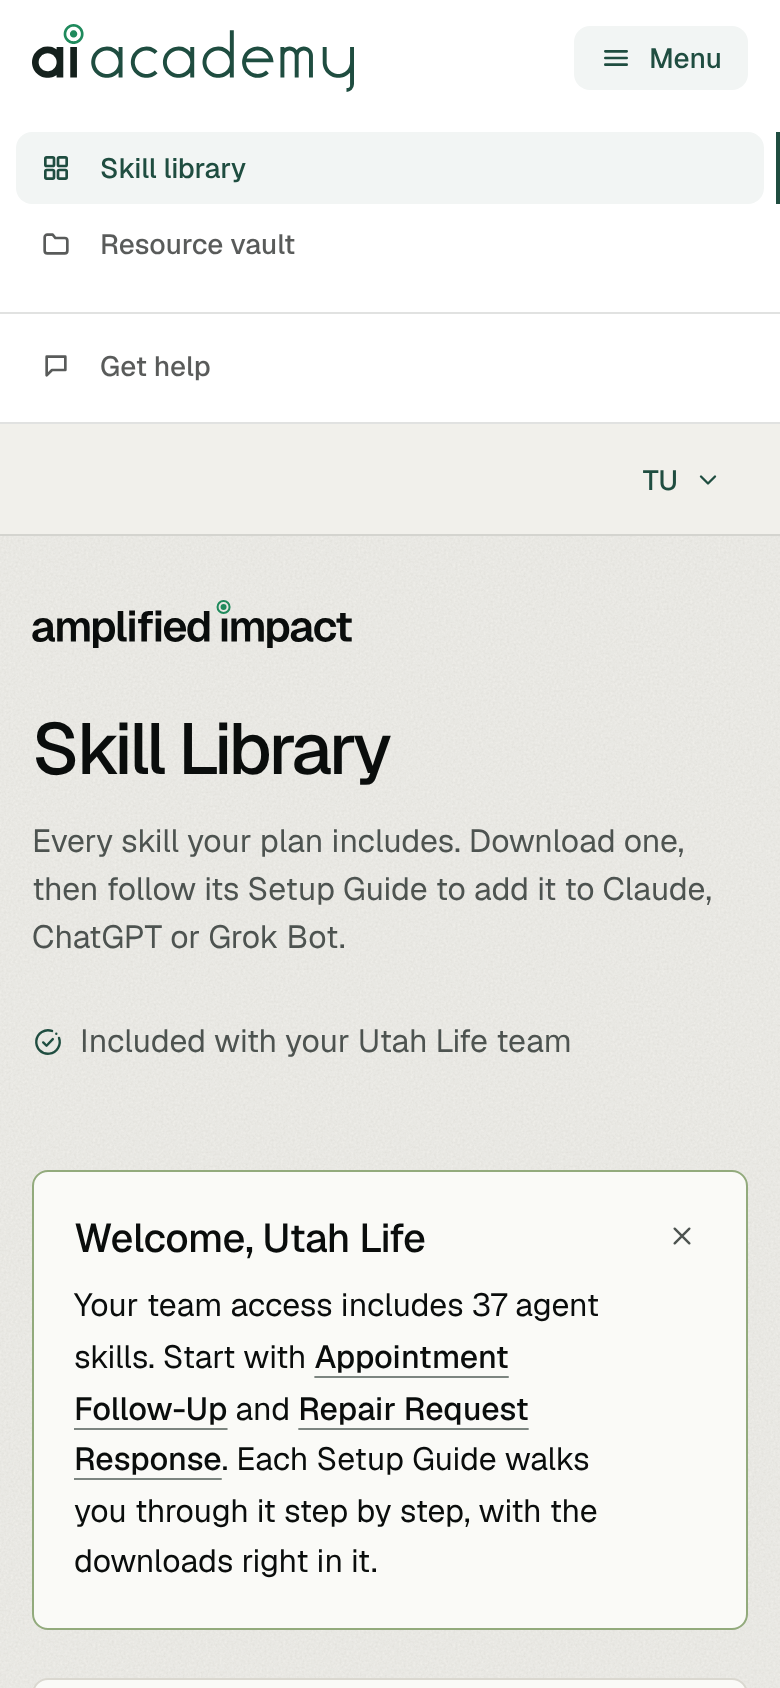 ai academy
Menu
Skill library
Resource vault
Get help
TU
amplified impact
Skill Library
Every skill your plan includes. Download one,
then follow its Setup Guide to add it to Claude,
ChatGPT or Grok Bot.
Included with your Utah Life team
Welcome, Utah Life
Your team access includes 37 agent
skills. Start with Appointment
Follow-Up and Repair Request
Response. Each Setup Guide walks
you through it step by step, with the
downloads right in it.